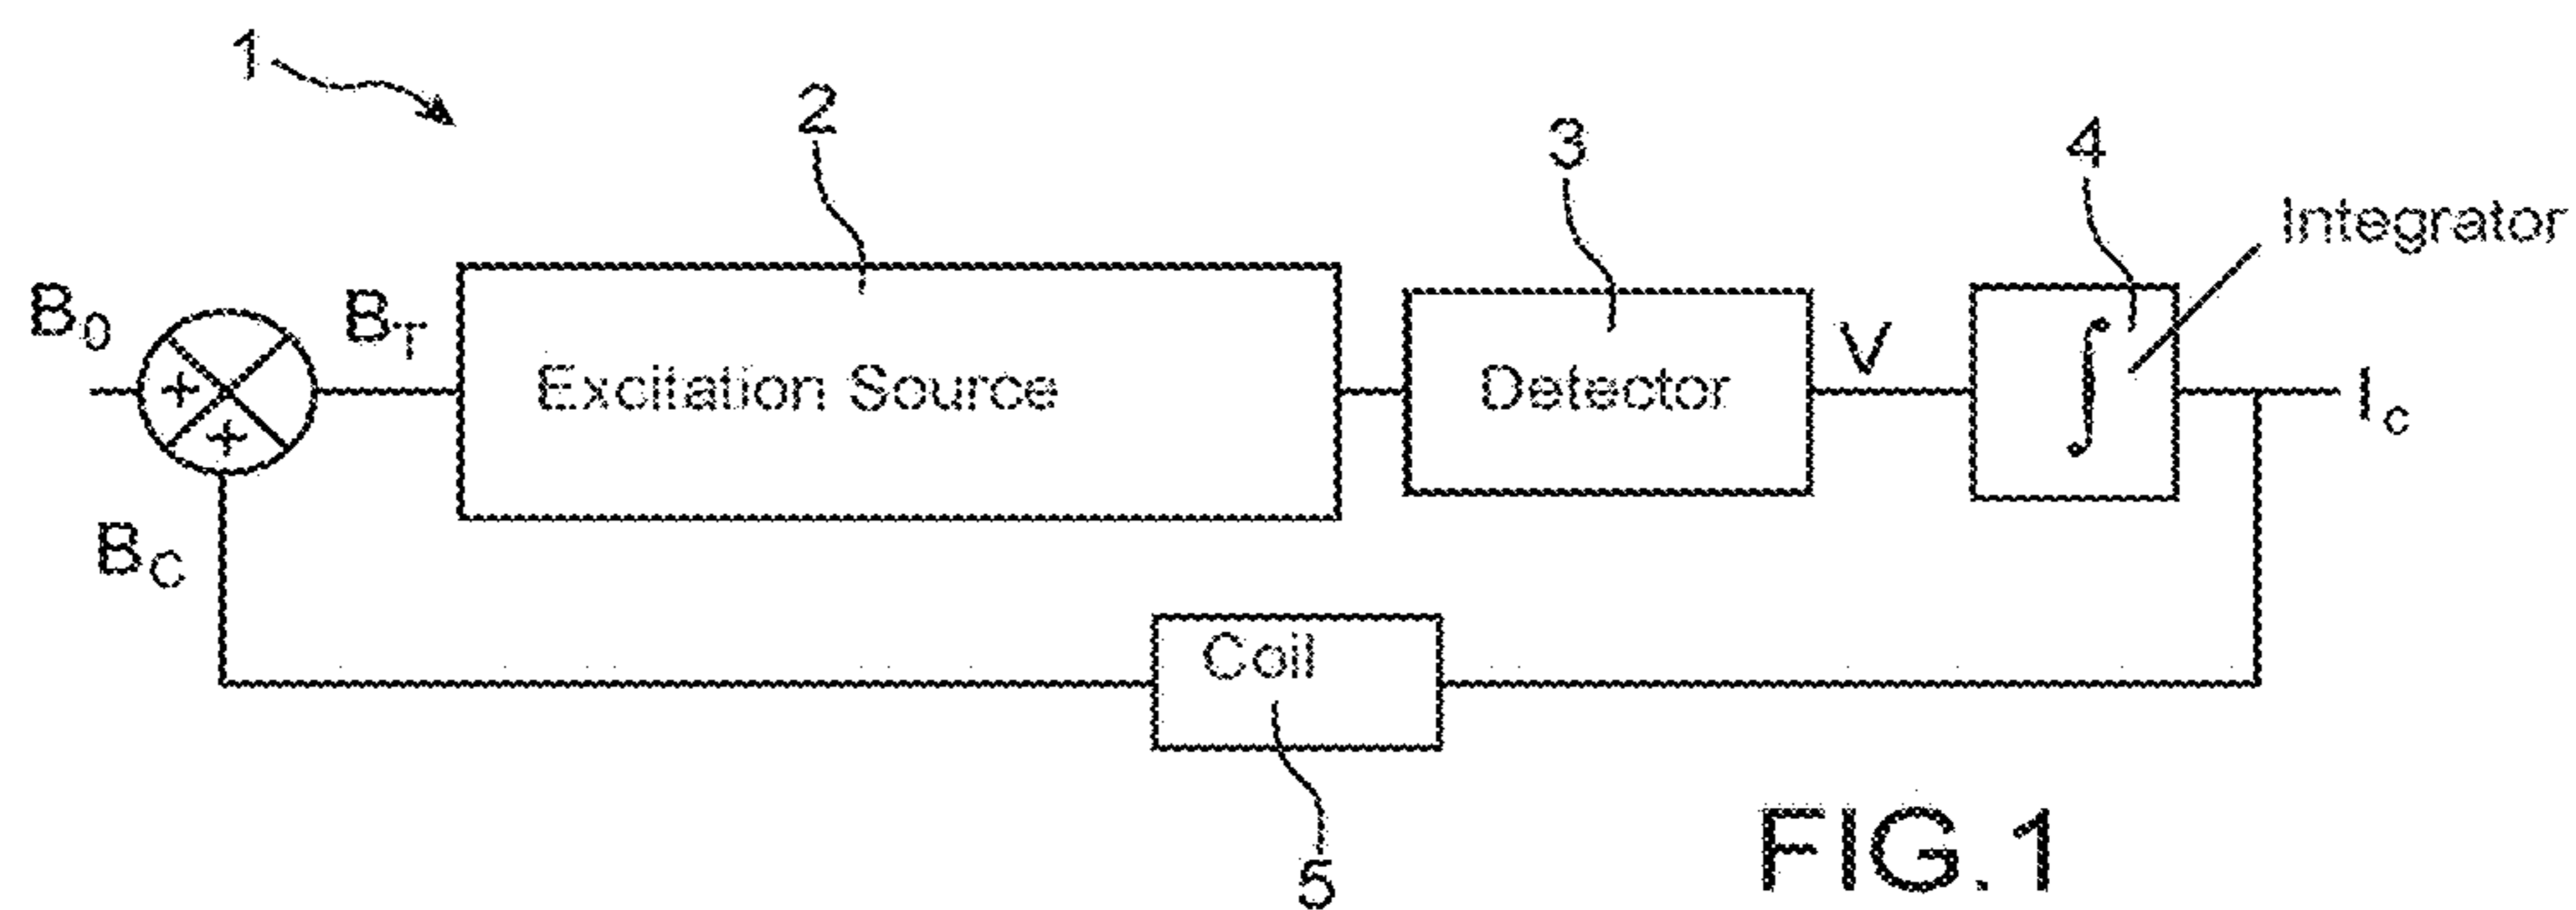 1
2
3
4
Integrator
B0
BT
+
+
Excitation Source
Detector
V
∫
Ic
BC
Coil
5
FIG.1